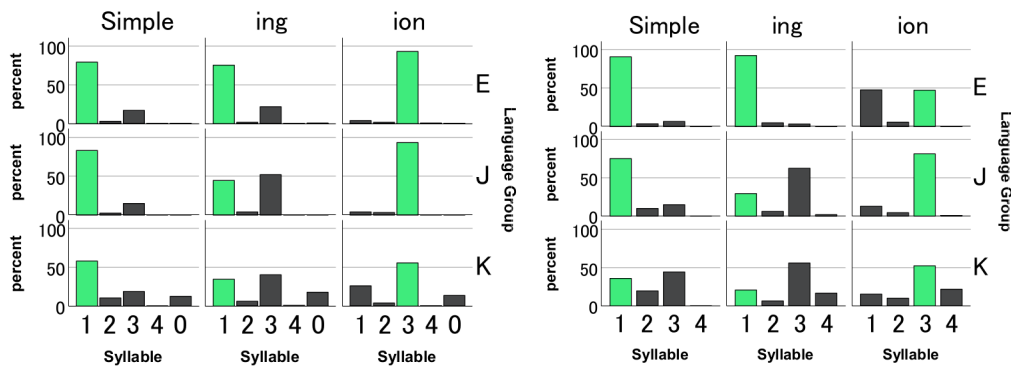 Simple ing ion
percent 100 50 0 E
percent 100 50 0 J
percent 100 50 0 K
Language Group
1 2 3 4 0 1 2 3 4 0 1 2 3 4 0
Syllable Syllable Syllable
Simple ing ion
percent 100 50 0 E
percent 100 50 0 J
percent 100 50 0 K
Language Group
1 2 3 4 1 2 3 4 1 2 3 4
Syllable Syllable Syllable